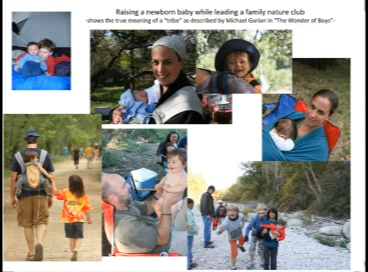 Raising a newborn baby while leading a family nature club
-shows the true meaning of a "tribe" as described by Michael Gurian in "The Wonder of Boys"-